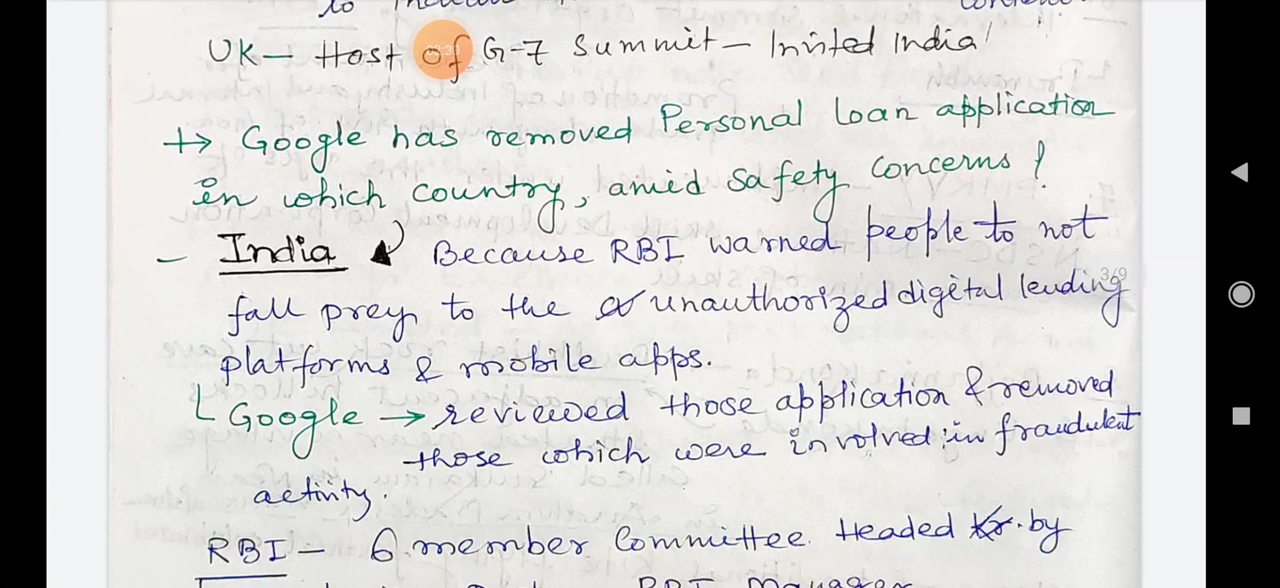 to
UK – Host of G-7 Summit – Invited India
→ Google has removed Personal loan application
in which country, amid safety concerns?
– India Because RBI warned people to not
fall prey to the unauthorized digital lending
platforms & mobile apps.
Google → reviewed those application & removed
those which were involved in fraudulent
activity.
RBI – 6 member Committee. Headed by